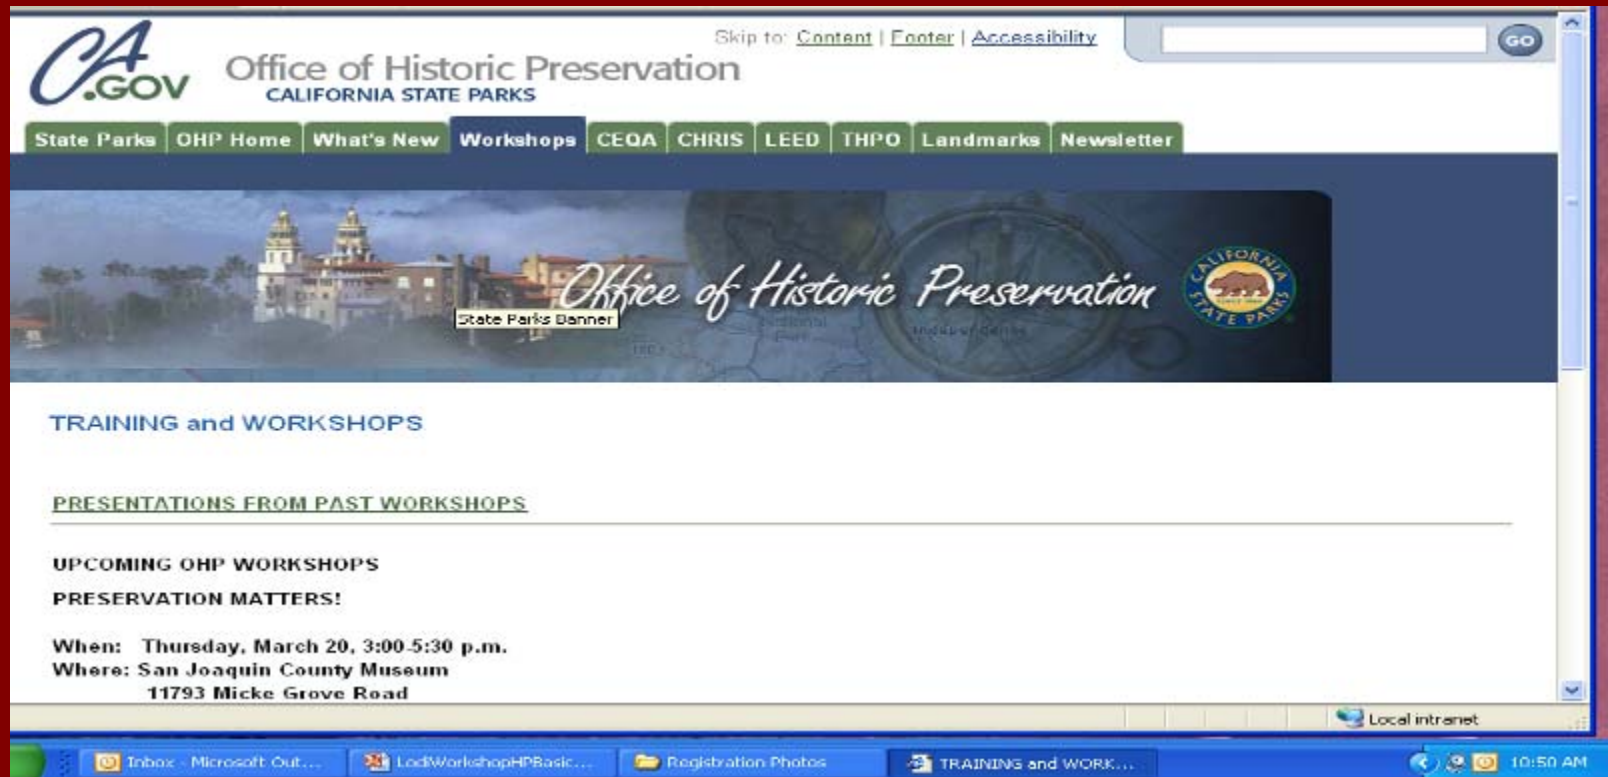 CA.GOV
Office of Historic Preservation
CALIFORNIA STATE PARKS
Skip to: Content | Footer | Accessibility
GO
State Parks OHP Home What's New Workshops CEQA CHRIS LEED THPO Landmarks Newsletter
Office of Historic Preservation
CALIFORNIA
STATE PARKS
State Parks Banner
TRAINING and WORKSHOPS
PRESENTATIONS FROM PAST WORKSHOPS
UPCOMING OHP WORKSHOPS
PRESERVATION MATTERS!
When: Thursday, March 20, 3:00-5:30 p.m.
Where: San Joaquin County Museum
11793 Micke Grove Road
Local intranet
Inbox - Microsoft Out... LodiWorkshopHPBasic... Registration Photos TRAINING and WORK... 10:50 AM